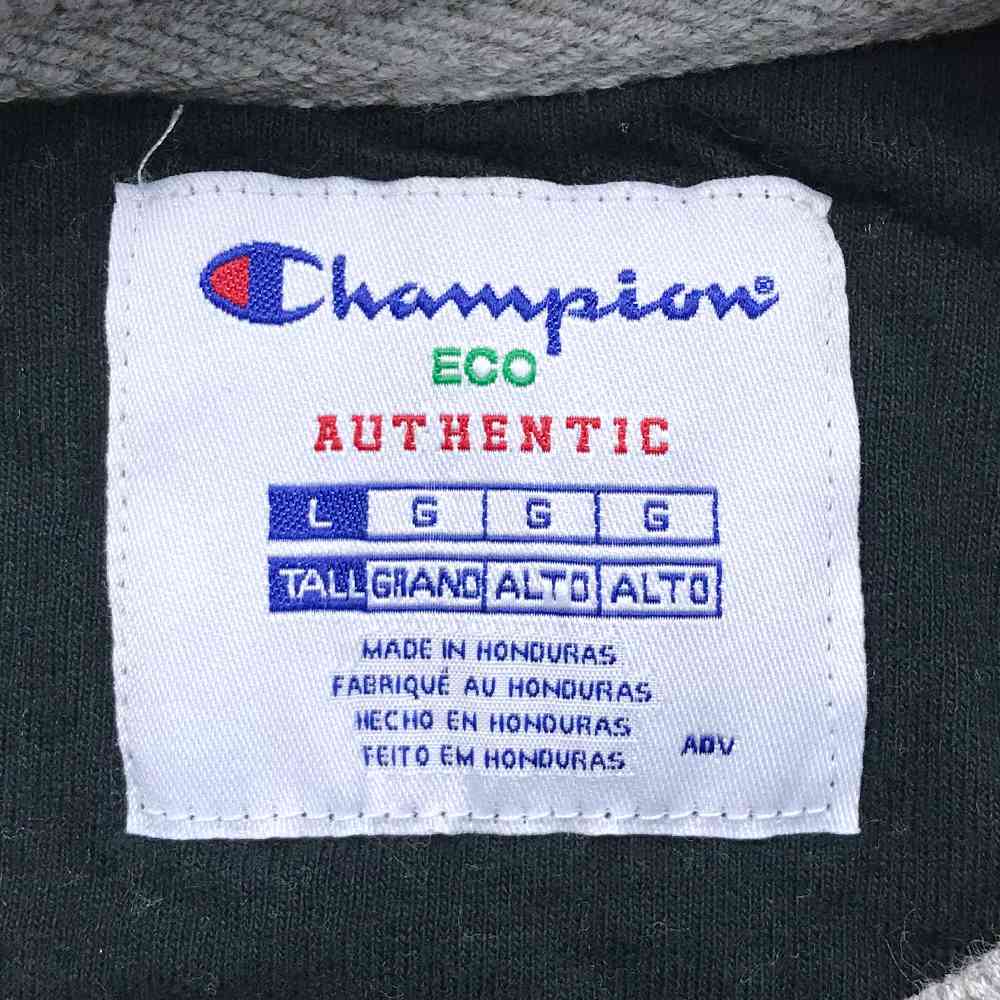 Champion®
ECO
AUTHENTIC
L G G G
TALL GRAND ALTO ALTO
MADE IN HONDURAS
FABRIQUÉ AU HONDURAS
HECHO EN HONDURAS
FEITO EM HONDURAS
ADV